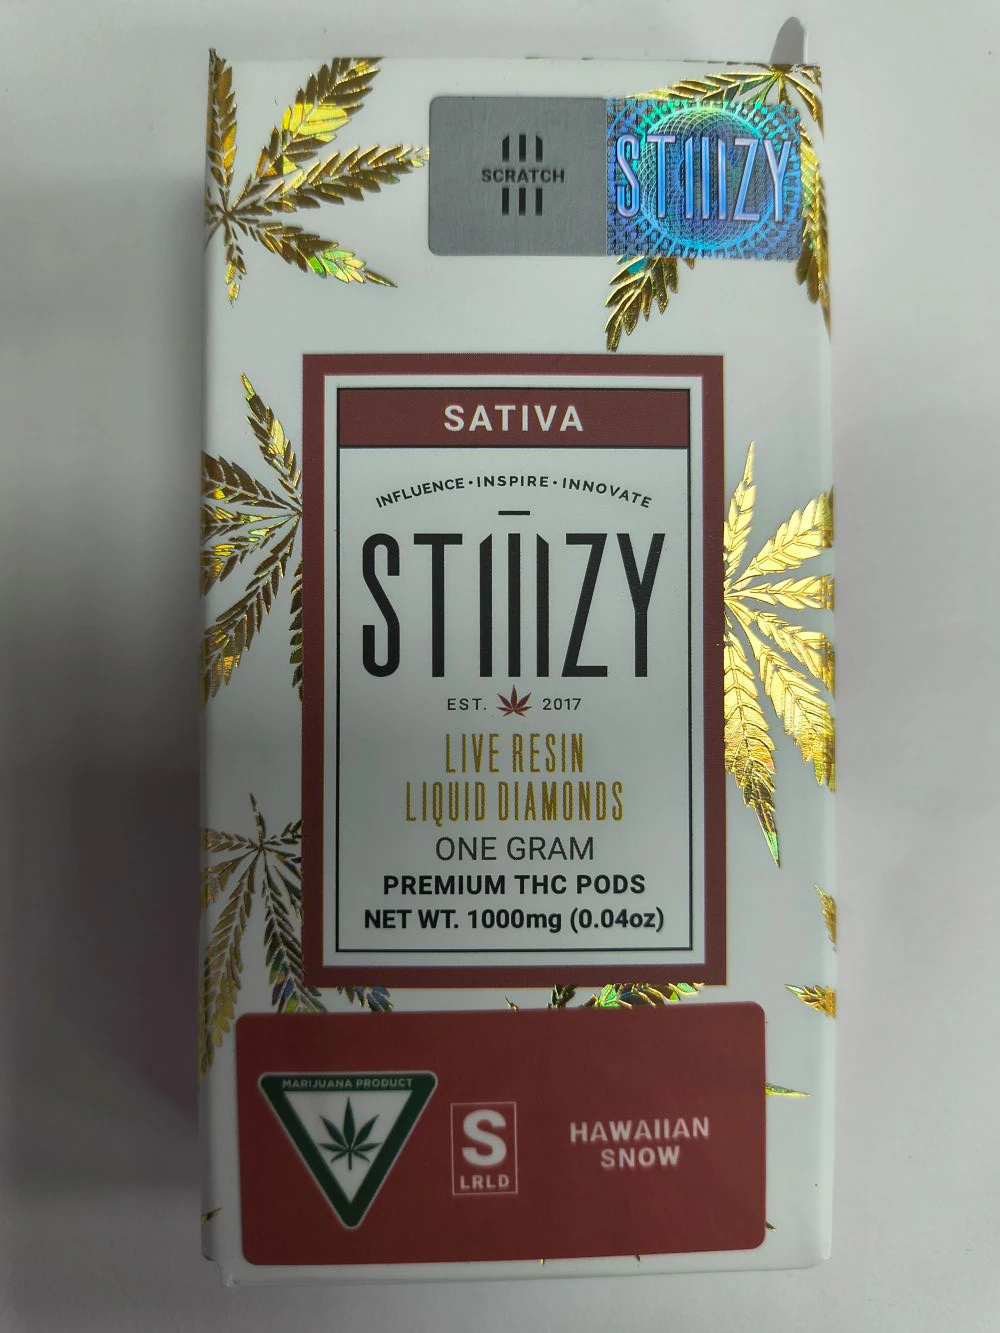 SCRATCH
STIIIZY
SATIVA
INFLUENCE • INSPIRE • INNOVATE
STIIIZY
EST. 2017
LIVE RESIN
LIQUID DIAMONDS
ONE GRAM
PREMIUM THC PODS
NET WT. 1000mg (0.04oz)
MARIJUANA PRODUCT
S
LRLD
HAWAIIAN
SNOW